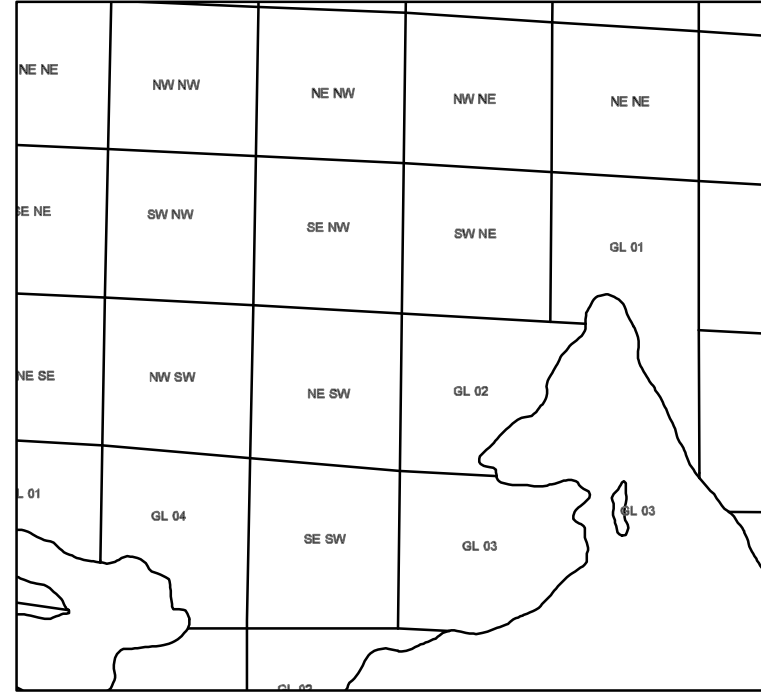 NE NE
NW NW
NE NW
NW NE
NE NE
SE NE
SW NW
SE NW
SW NE
GL 01
NE SE
NW SW
NE SW
GL 02
L 01
GL 04
SE SW
GL 03
GL 03